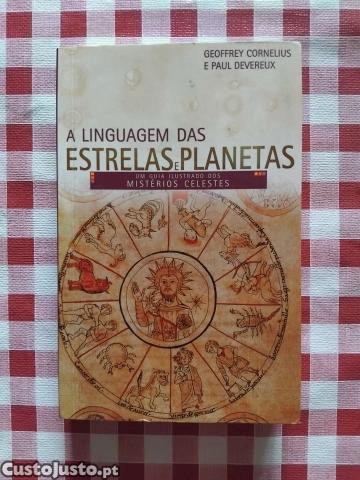 GEOFFREY CORNELIUS
E PAUL DEVEREUX
A LINGUAGEM DAS
ESTRELAS E PLANETAS
UM GUIA ILUSTRADO DOS
MISTÉRIOS CELESTES
CustoJusto.pt